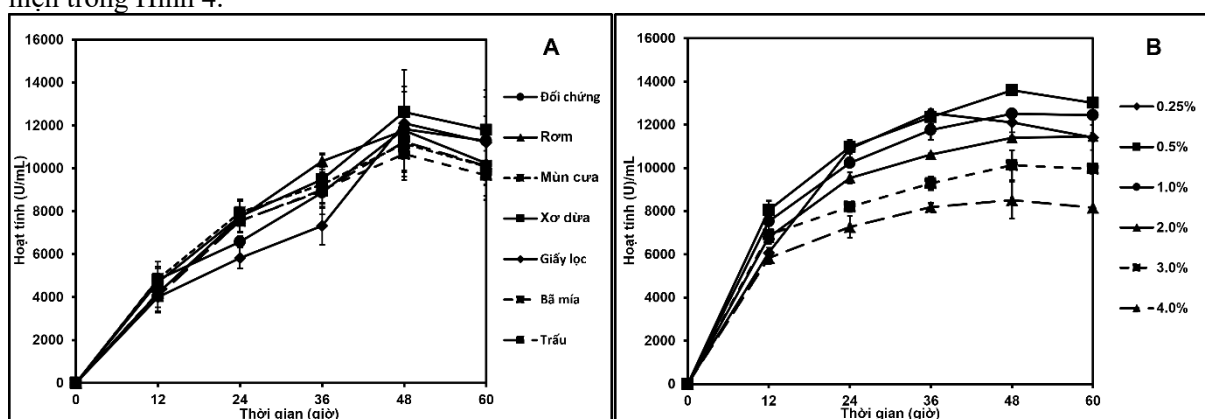 hiện trong Hình 4.
A
Hoạt tính (U/mL)
16000
14000
12000
10000
8000
6000
4000
2000
0
0 12 24 36 48 60
Thời gian (giờ)
Đối chứng
Rơm
Mùn cưa
Xơ dừa
Giấy lọc
Bã mía
Trấu
B
Hoạt tính (U)/mL)
16000
14000
12000
10000
8000
6000
4000
2000
0
0 12 24 36 48 60
Thời gian (giờ)
0.25%
0.5%
1.0%
2.0%
3.0%
4.0%